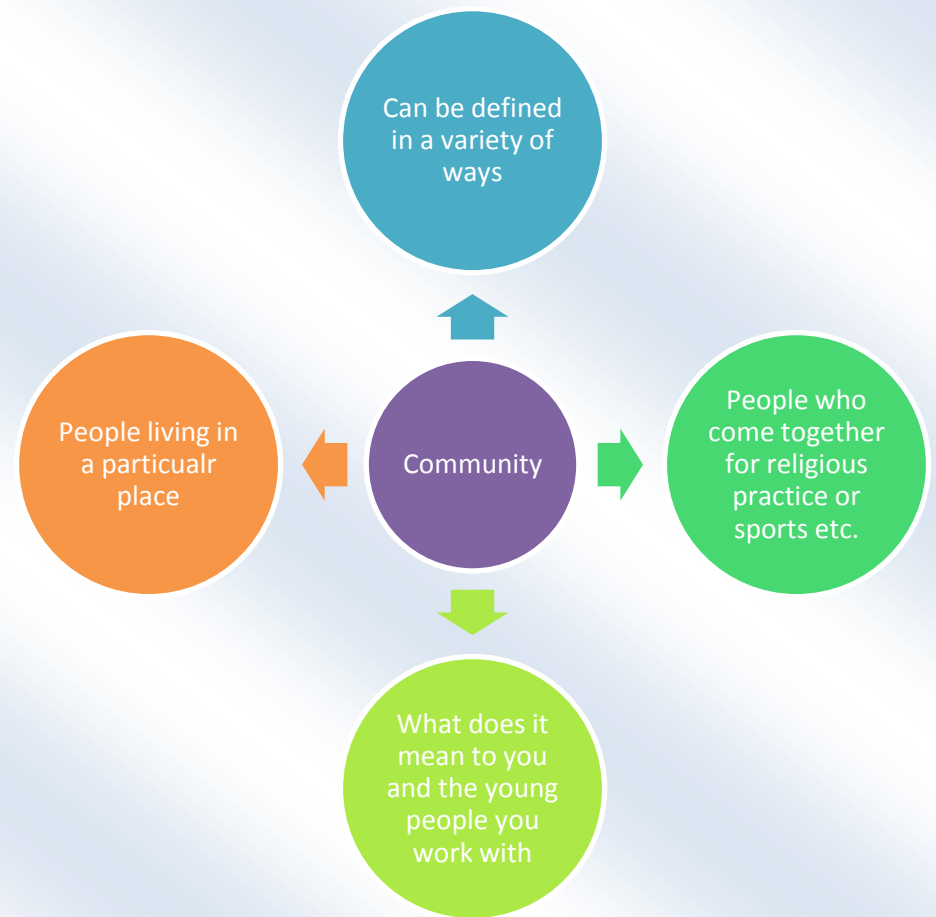 Can be defined
in a variety of
ways
People living in
a particualr
place
Community
People who
come together
for religious
practice or
sports etc.
What does it
mean to you
and the young
people you
work with